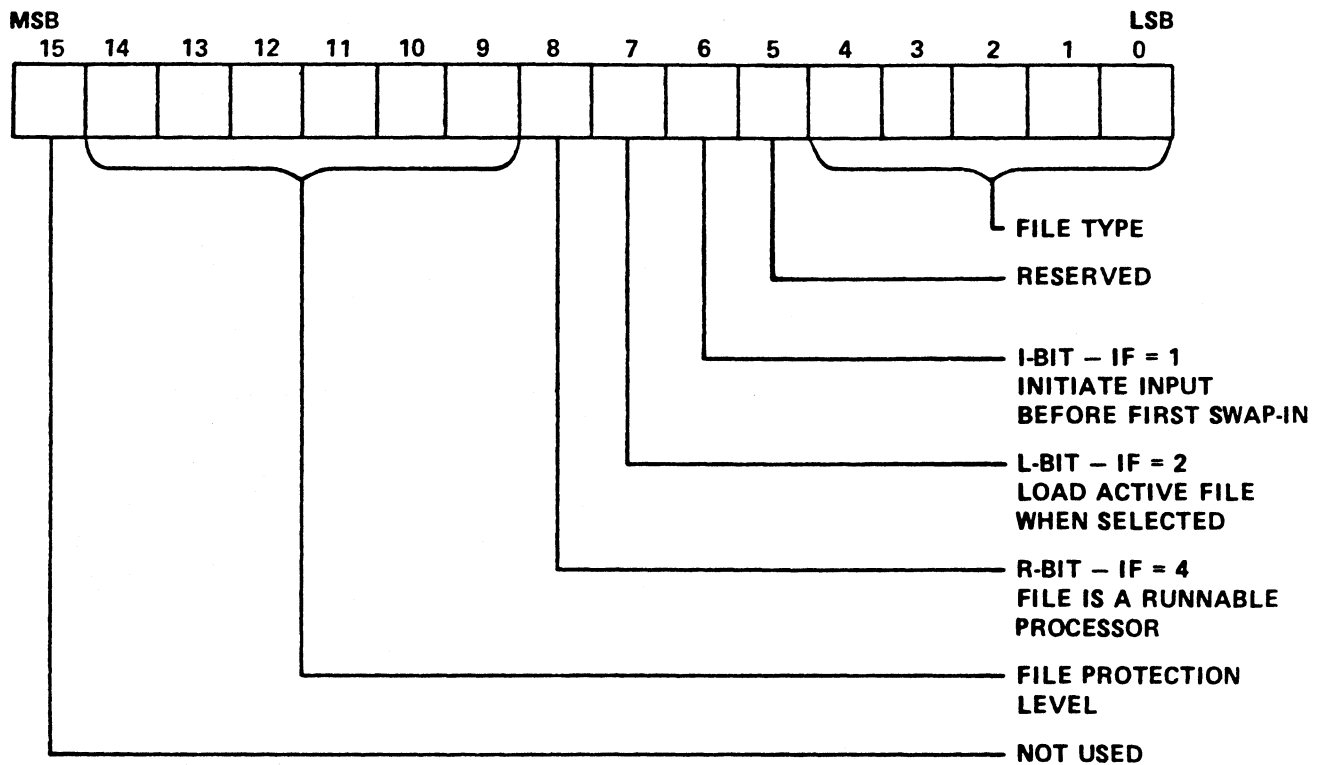 MSB LSB
15 14 13 12 11 10 9 8 7 6 5 4 3 2 1 0
FILE TYPE
RESERVED
I-BIT — IF = 1
INITIATE INPUT
BEFORE FIRST SWAP-IN
L-BIT — IF = 2
LOAD ACTIVE FILE
WHEN SELECTED
R-BIT — IF = 4
FILE IS A RUNNABLE
PROCESSOR
FILE PROTECTION
LEVEL
NOT USED